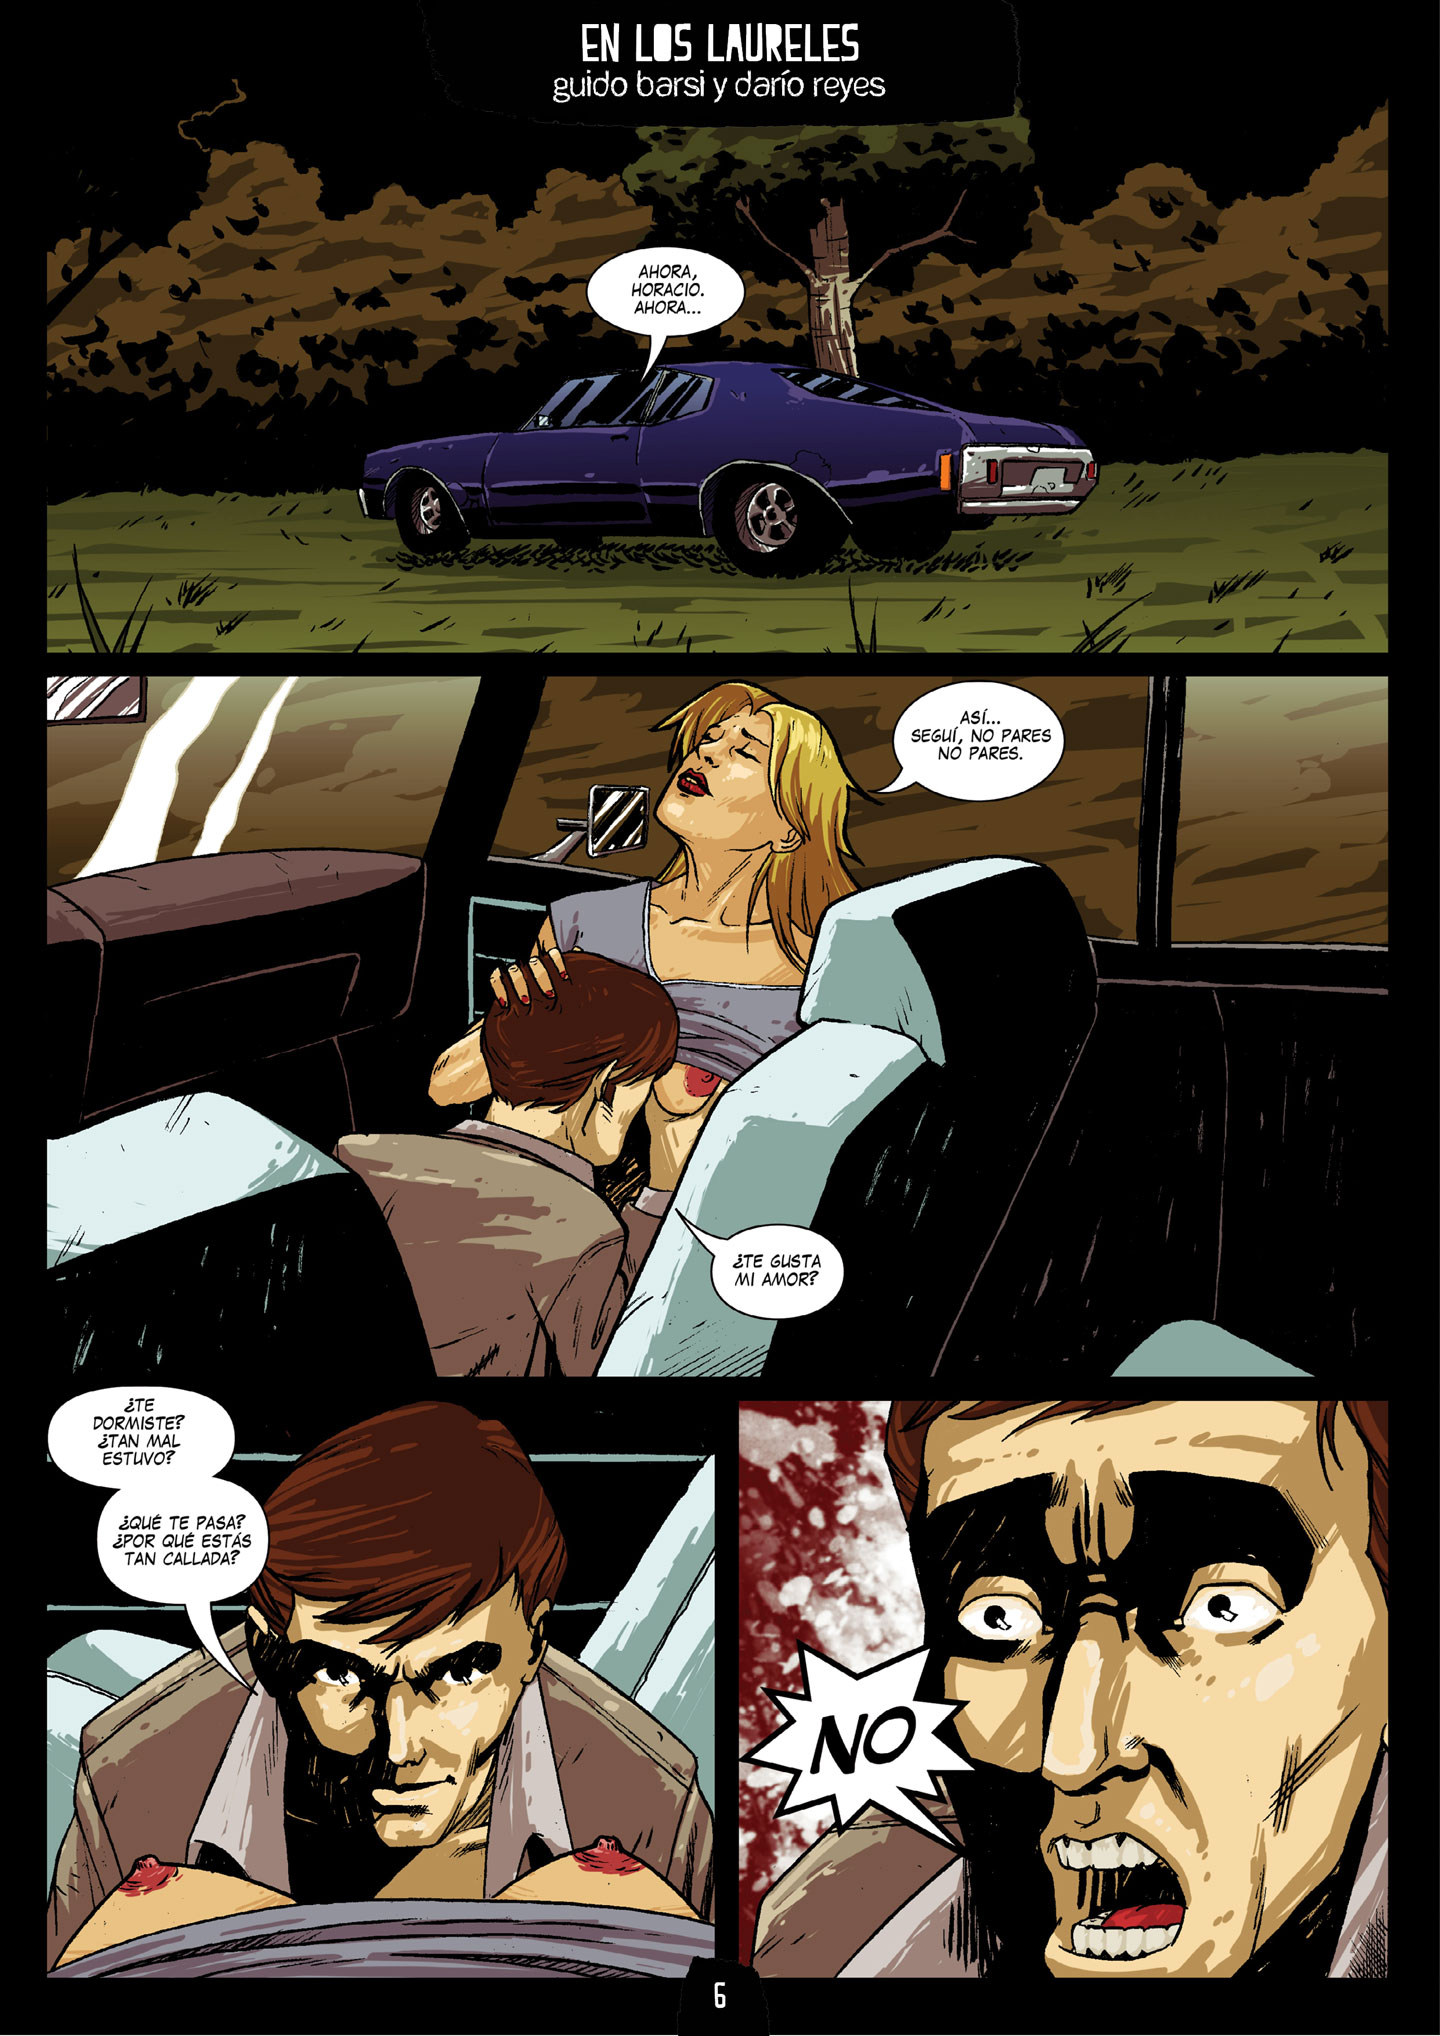 EN LOS LAURELES
guido barsi y darío reyes
AHORA,
HORACIO.
AHORA...
ASÍ...
SEGUÍ, NO PARES
NO PARES.
¿TE GUSTA
MI AMOR?
¿TE
DORMISTE?
¿TAN MAL
ESTUVO?
¿QUÉ TE PASA?
¿POR QUÉ ESTÁS
TAN CALLADA?
NO
6